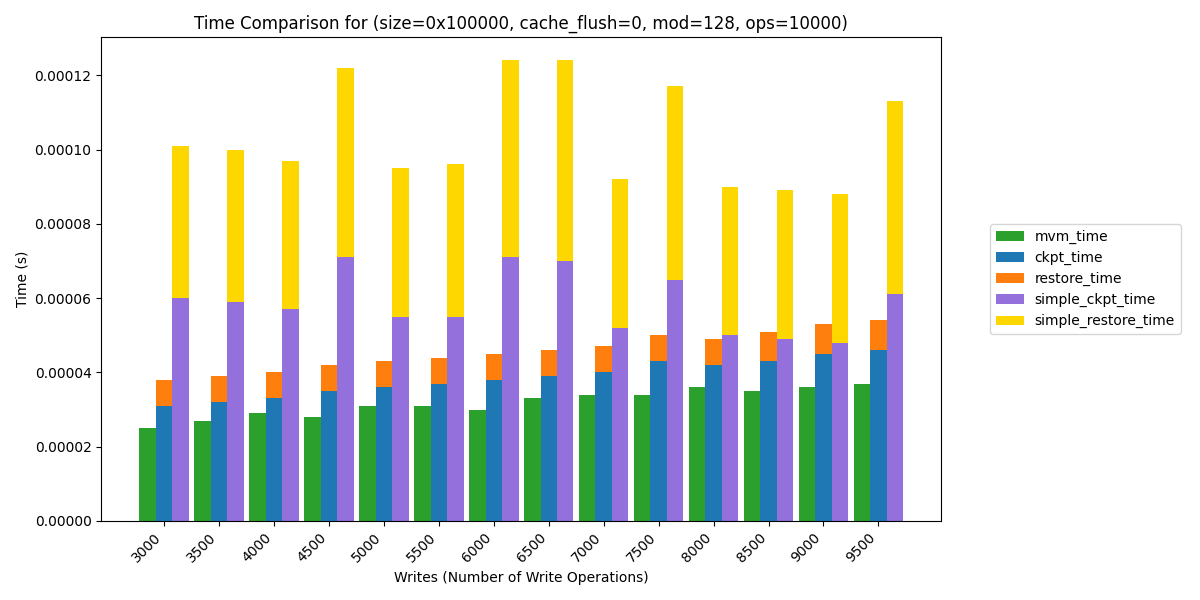 Time Comparison for (size=0x100000, cache_flush=0, mod=128, ops=10000)
Time (s)
0.00012
0.00010
0.00008
0.00006
0.00004
0.00002
0.00000
3000
3500
4000
4500
5000
5500
6000
6500
7000
7500
8000
8500
9000
9500
Writes (Number of Write Operations)
mvm_time
ckpt_time
restore_time
simple_ckpt_time
simple_restore_time